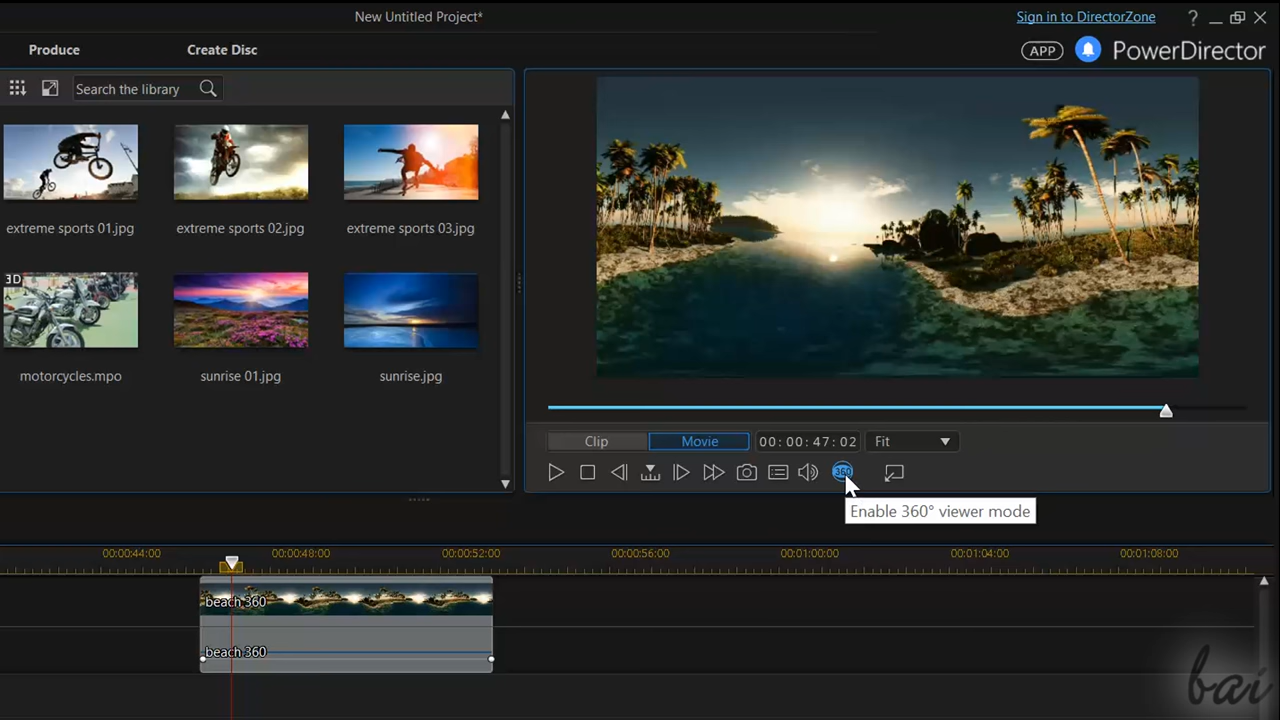 New Untitled Project*
Sign in to DirectorZone
?
Produce
Create Disc
APP
PowerDirector
Search the library
extreme sports 01.jpg
extreme sports 02.jpg
extreme sports 03.jpg
3D
motorcycles.mpo
sunrise 01.jpg
sunrise.jpg
Clip
Movie
00:00:47:02
Fit
360
Enable 360° viewer mode
00:00:44:00
00:00:48:00
00:00:52:00
00:00:56:00
00:01:00:00
00:01:04:00
00:01:08:00
beach 360
beach 360
bai